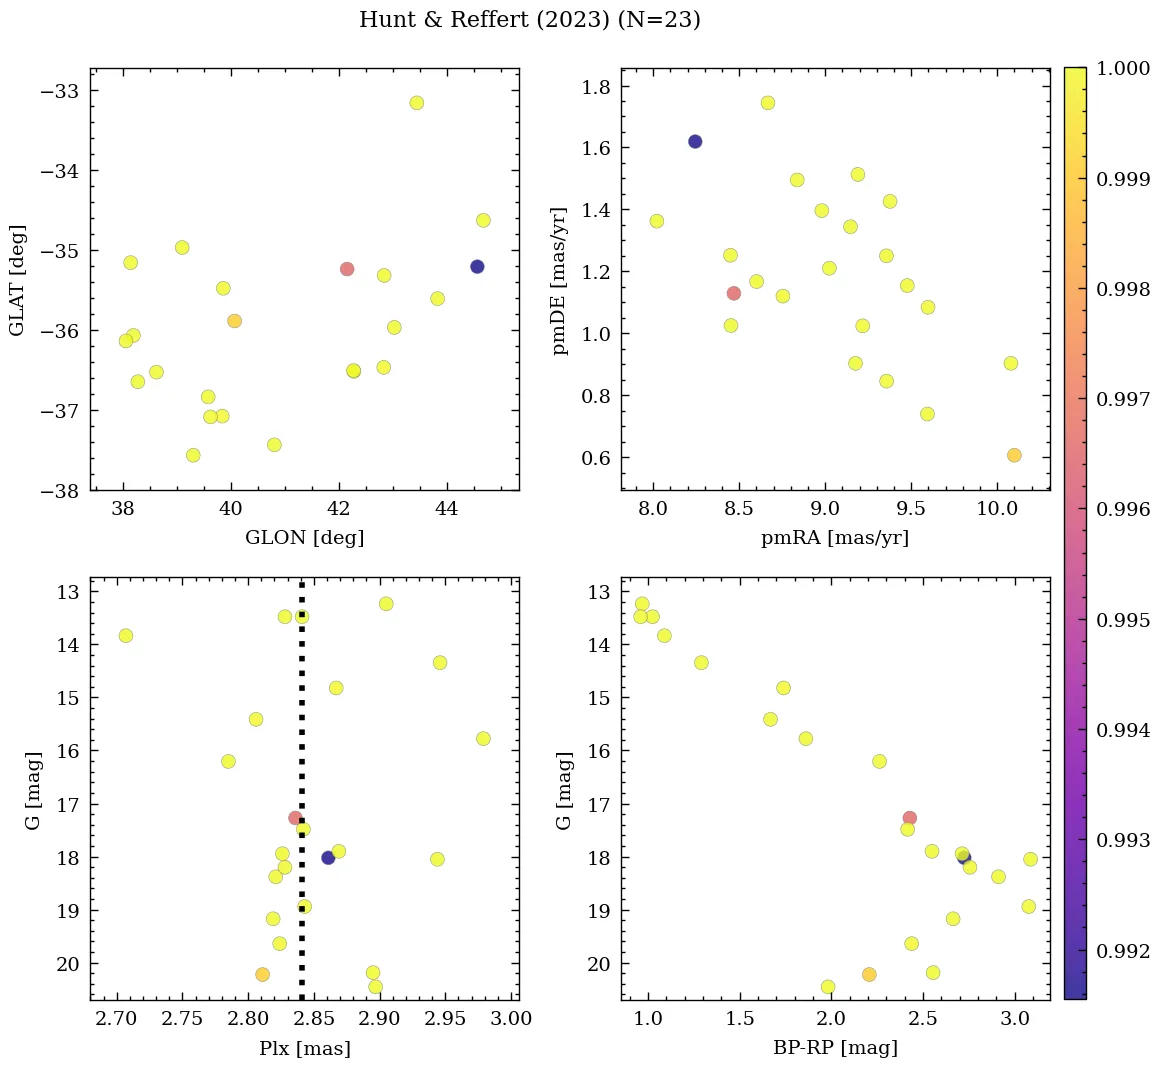 Hunt & Reffert (2023) (N=23)
−33
−34
−35
−36
−37
−38
GLAT [deg]
38 40 42 44
GLON [deg]
1.8
1.6
1.4
1.2
1.0
0.8
0.6
pmDE [mas/yr]
8.0 8.5 9.0 9.5 10.0
pmRA [mas/yr]
13
14
15
16
17
18
19
20
G [mag]
2.70 2.75 2.80 2.85 2.90 2.95 3.00
Plx [mas]
13
14
15
16
17
18
19
20
G [mag]
1.0 1.5 2.0 2.5 3.0
BP-RP [mag]
1.000
0.999
0.998
0.997
0.996
0.995
0.994
0.993
0.992